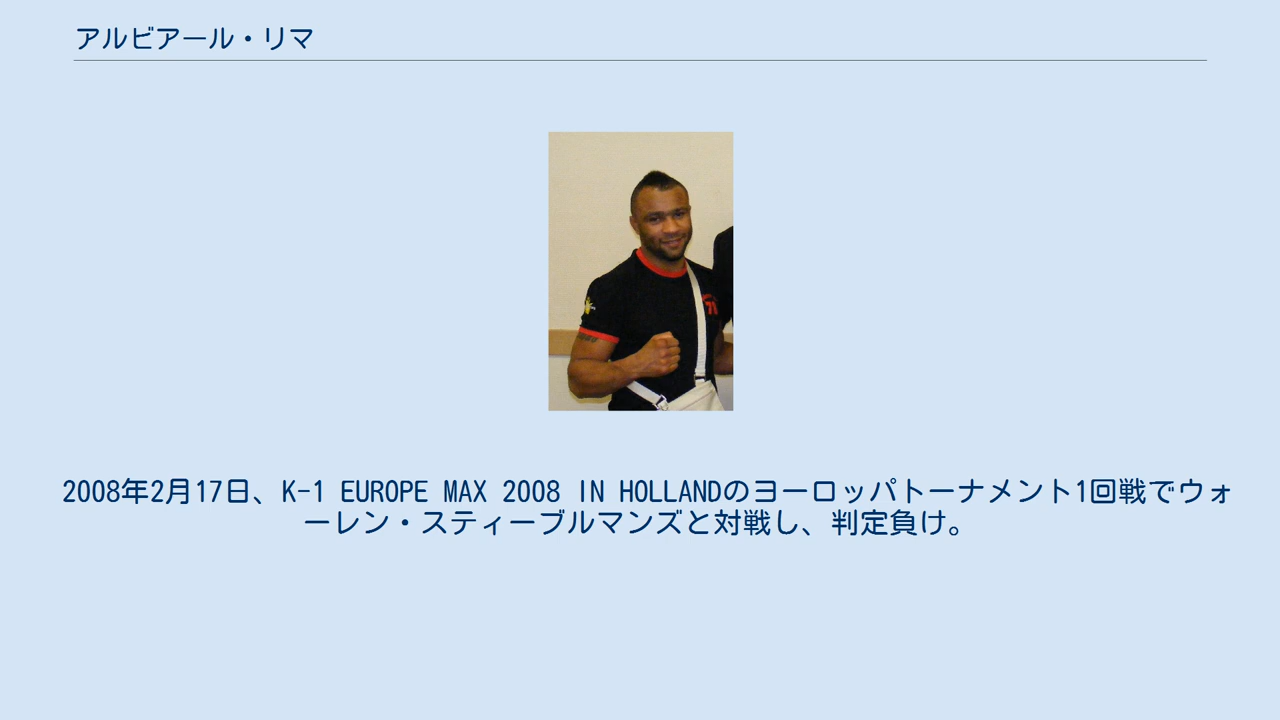 アルビアール・リマ
2008年2月17日、K-1 EUROPE MAX 2008 IN HOLLANDのヨーロッパトーナメント1回戦でウォ
ーレン・スティーブルマンズと対戦し、判定負け。